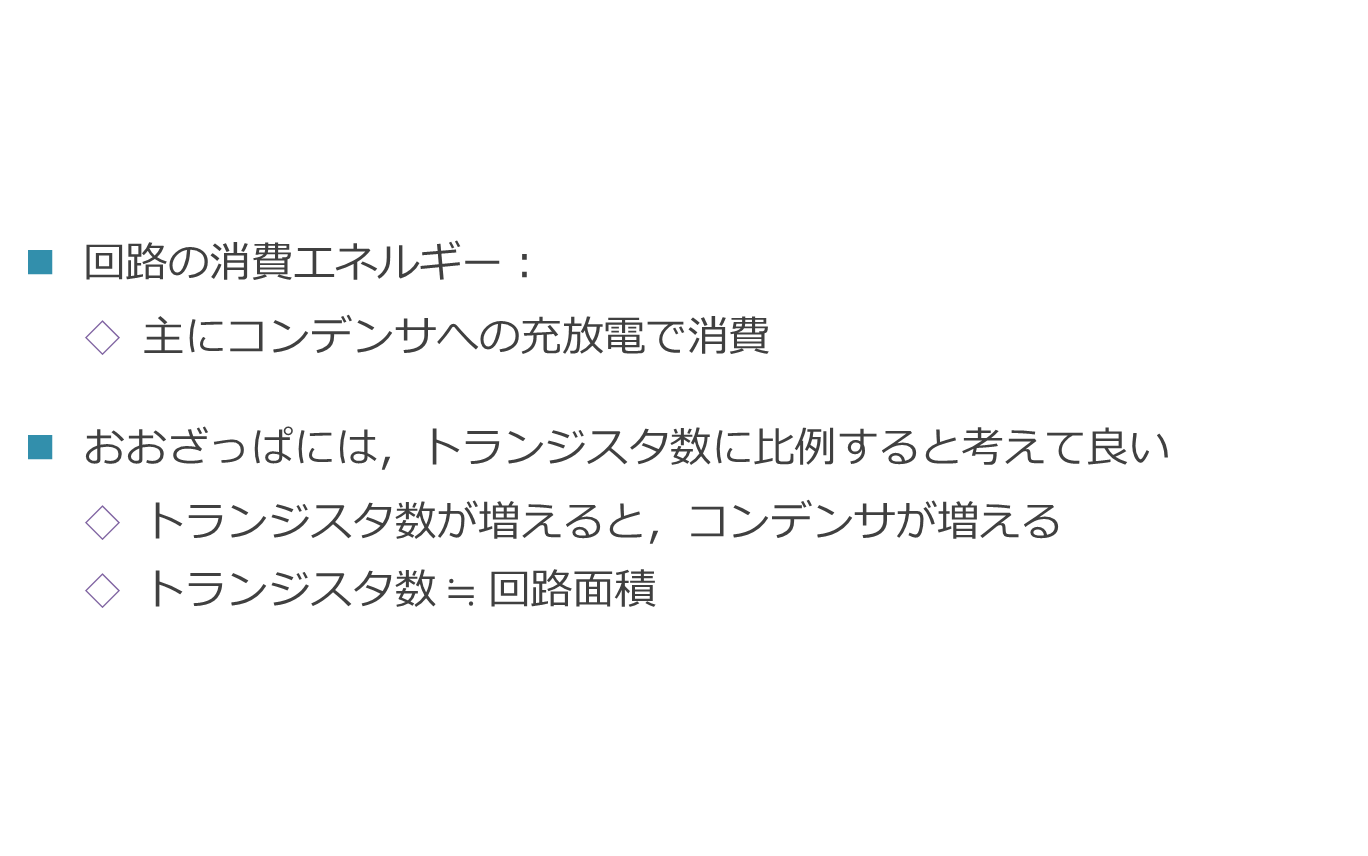 ■ 回路の消費エネルギー：
◇ 主にコンデンサへの充放電で消費
■ おおざっぱには，トランジスタ数に比例すると考えて良い
◇ トランジスタ数が増えると，コンデンサが増える
◇ トランジスタ数 ≒ 回路面積